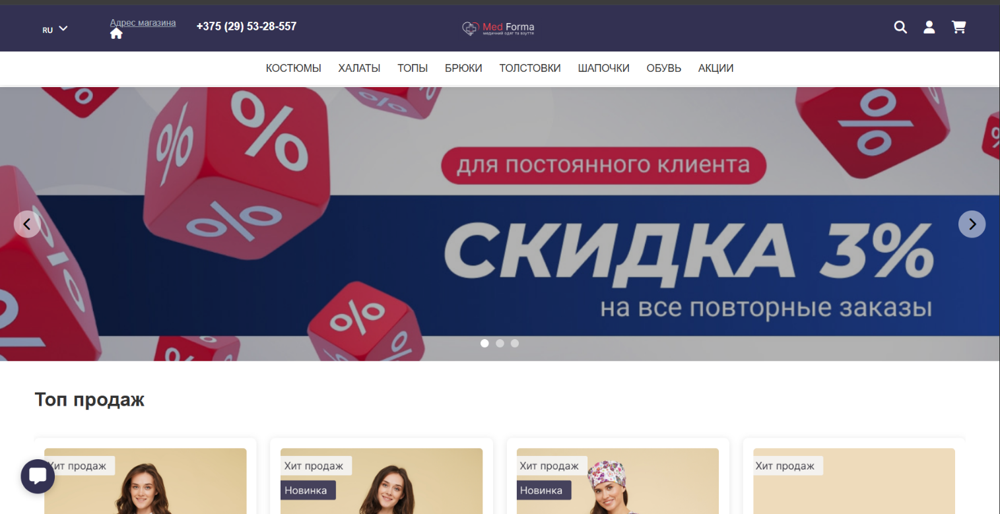 RU
Адрес магазина
+375 (29) 53-28-557
Med Forma
медичний одяг та взуття
КОСТЮМЫ ХАЛАТЫ ТОПЫ БРЮКИ ТОЛСТОВКИ ШАПОЧКИ ОБУВЬ АКЦИИ
для постоянного клиента
СКИДКА 3%
на все повторные заказы
Топ продаж
Хит продаж
Хит продаж
Новинка
Хит продаж
Новинка
Хит продаж